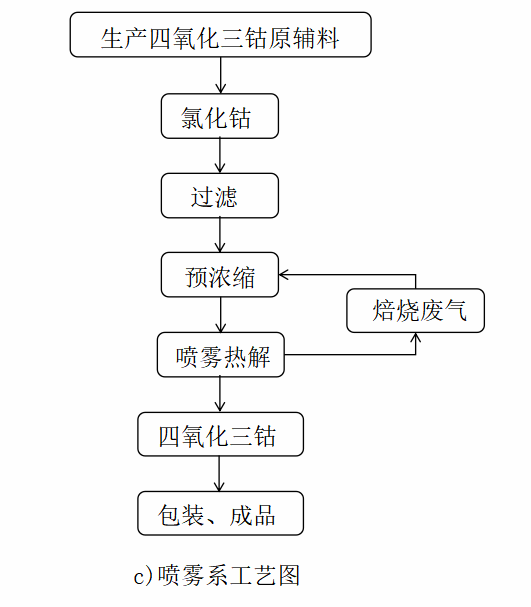 生产四氧化三钴原辅料
氯化钴
过滤
预浓缩
焙烧废气
喷雾热解
四氧化三钴
包装、成品
c)喷雾系工艺图